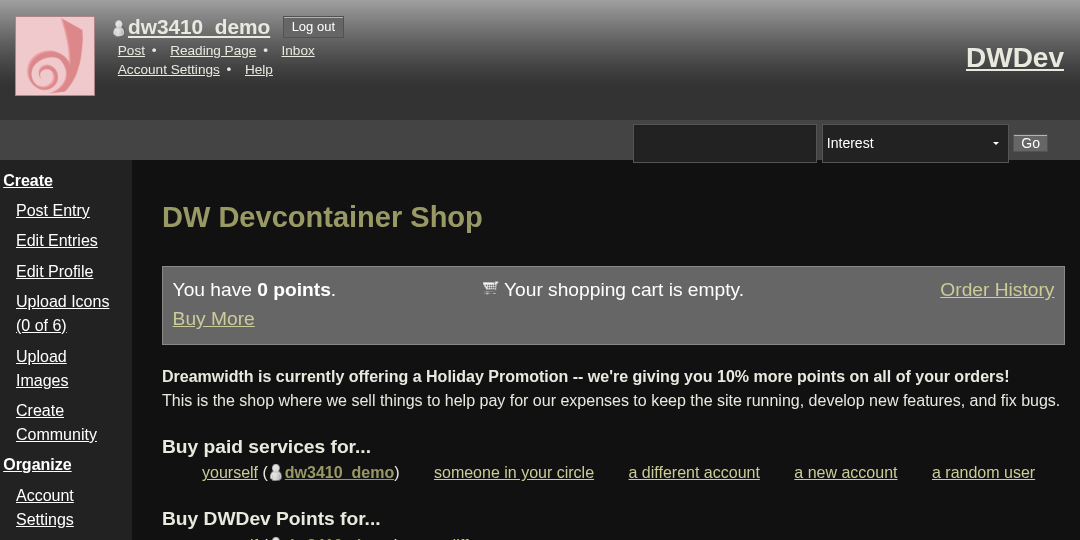 dw3410_demo Log out
Post • Reading Page • Inbox
Account Settings • Help
DWDev
Interest Go
Create
Post Entry
Edit Entries
Edit Profile
Upload Icons
(0 of 6)
Upload
Images
Create
Community
Organize
Account
Settings
DW Devcontainer Shop
You have 0 points. Your shopping cart is empty. Order History
Buy More
Dreamwidth is currently offering a Holiday Promotion -- we're giving you 10% more points on all of your orders!
This is the shop where we sell things to help pay for our expenses to keep the site running, develop new features, and fix bugs.
Buy paid services for...
yourself (dw3410_demo) someone in your circle a different account a new account a random user
Buy DWDev Points for...